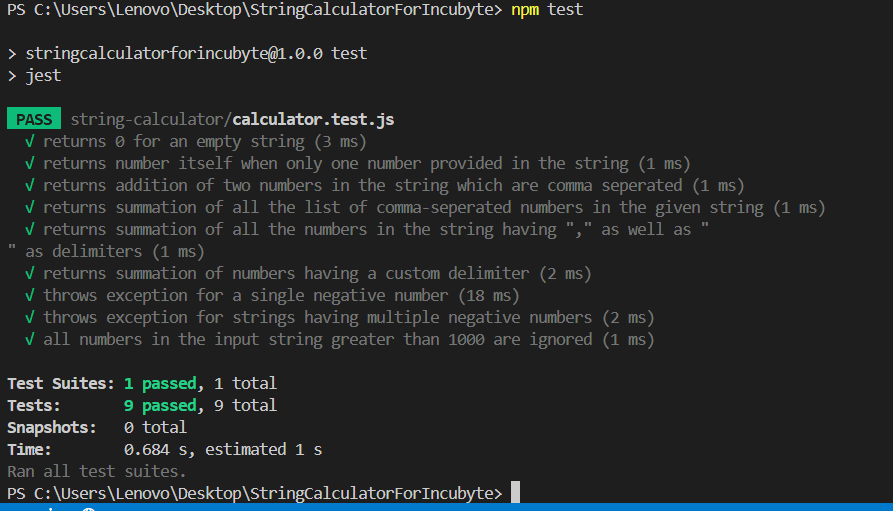 PS C:\Users\Lenovo\Desktop\StringCalculatorForIncubyte> npm test
> stringcalculatorforincubyte@1.0.0 test
> jest
PASS string-calculator/calculator.test.js
√ returns 0 for an empty string (3 ms)
√ returns number itself when only one number provided in the string (1 ms)
√ returns addition of two numbers in the string which are comma seperated (1 ms)
√ returns summation of all the list of comma-seperated numbers in the given string (1 ms)
√ returns summation of all the numbers in the string having "," as well as "
" as delimiters (1 ms)
√ returns summation of numbers having a custom delimiter (2 ms)
√ throws exception for a single negative number (18 ms)
√ throws exception for strings having multiple negative numbers (2 ms)
√ all numbers in the input string greater than 1000 are ignored (1 ms)
Test Suites: 1 passed, 1 total
Tests: 9 passed, 9 total
Snapshots: 0 total
Time: 0.684 s, estimated 1 s
Ran all test suites.
PS C:\Users\Lenovo\Desktop\StringCalculatorForIncubyte>